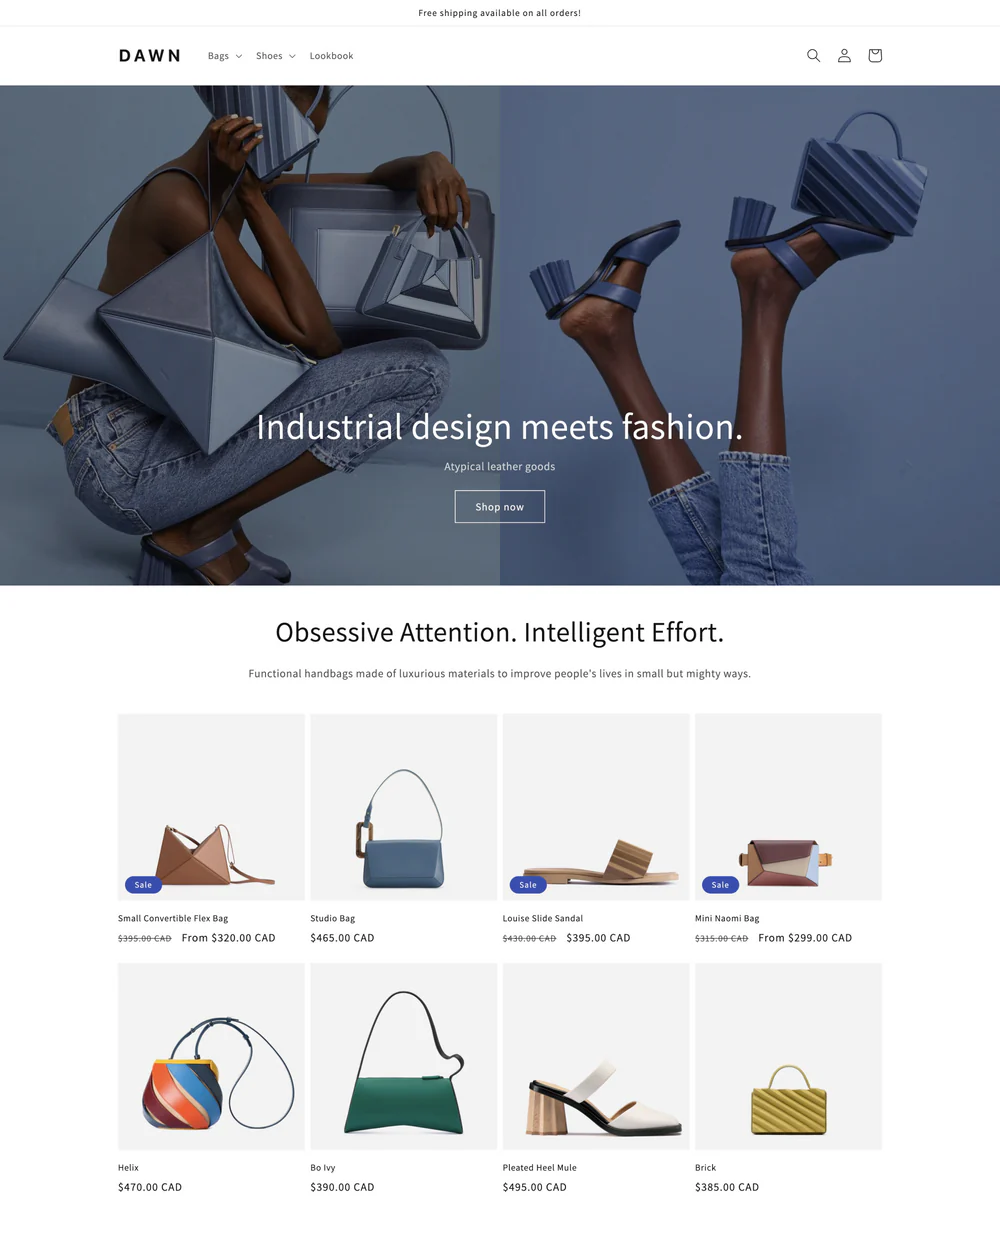 Free shipping available on all orders!
DAWN
Bags
Shoes
Lookbook
Industrial design meets fashion.
Atypical leather goods
Shop now
Obsessive Attention. Intelligent Effort.
Functional handbags made of luxurious materials to improve people's lives in small but mighty ways.
Sale
Small Convertible Flex Bag
$395.00 CAD From $320.00 CAD
Studio Bag
$465.00 CAD
Sale
Louise Slide Sandal
$430.00 CAD $395.00 CAD
Sale
Mini Naomi Bag
$315.00 CAD From $299.00 CAD
Helix
$470.00 CAD
Bo Ivy
$390.00 CAD
Pleated Heel Mule
$495.00 CAD
Brick
$385.00 CAD